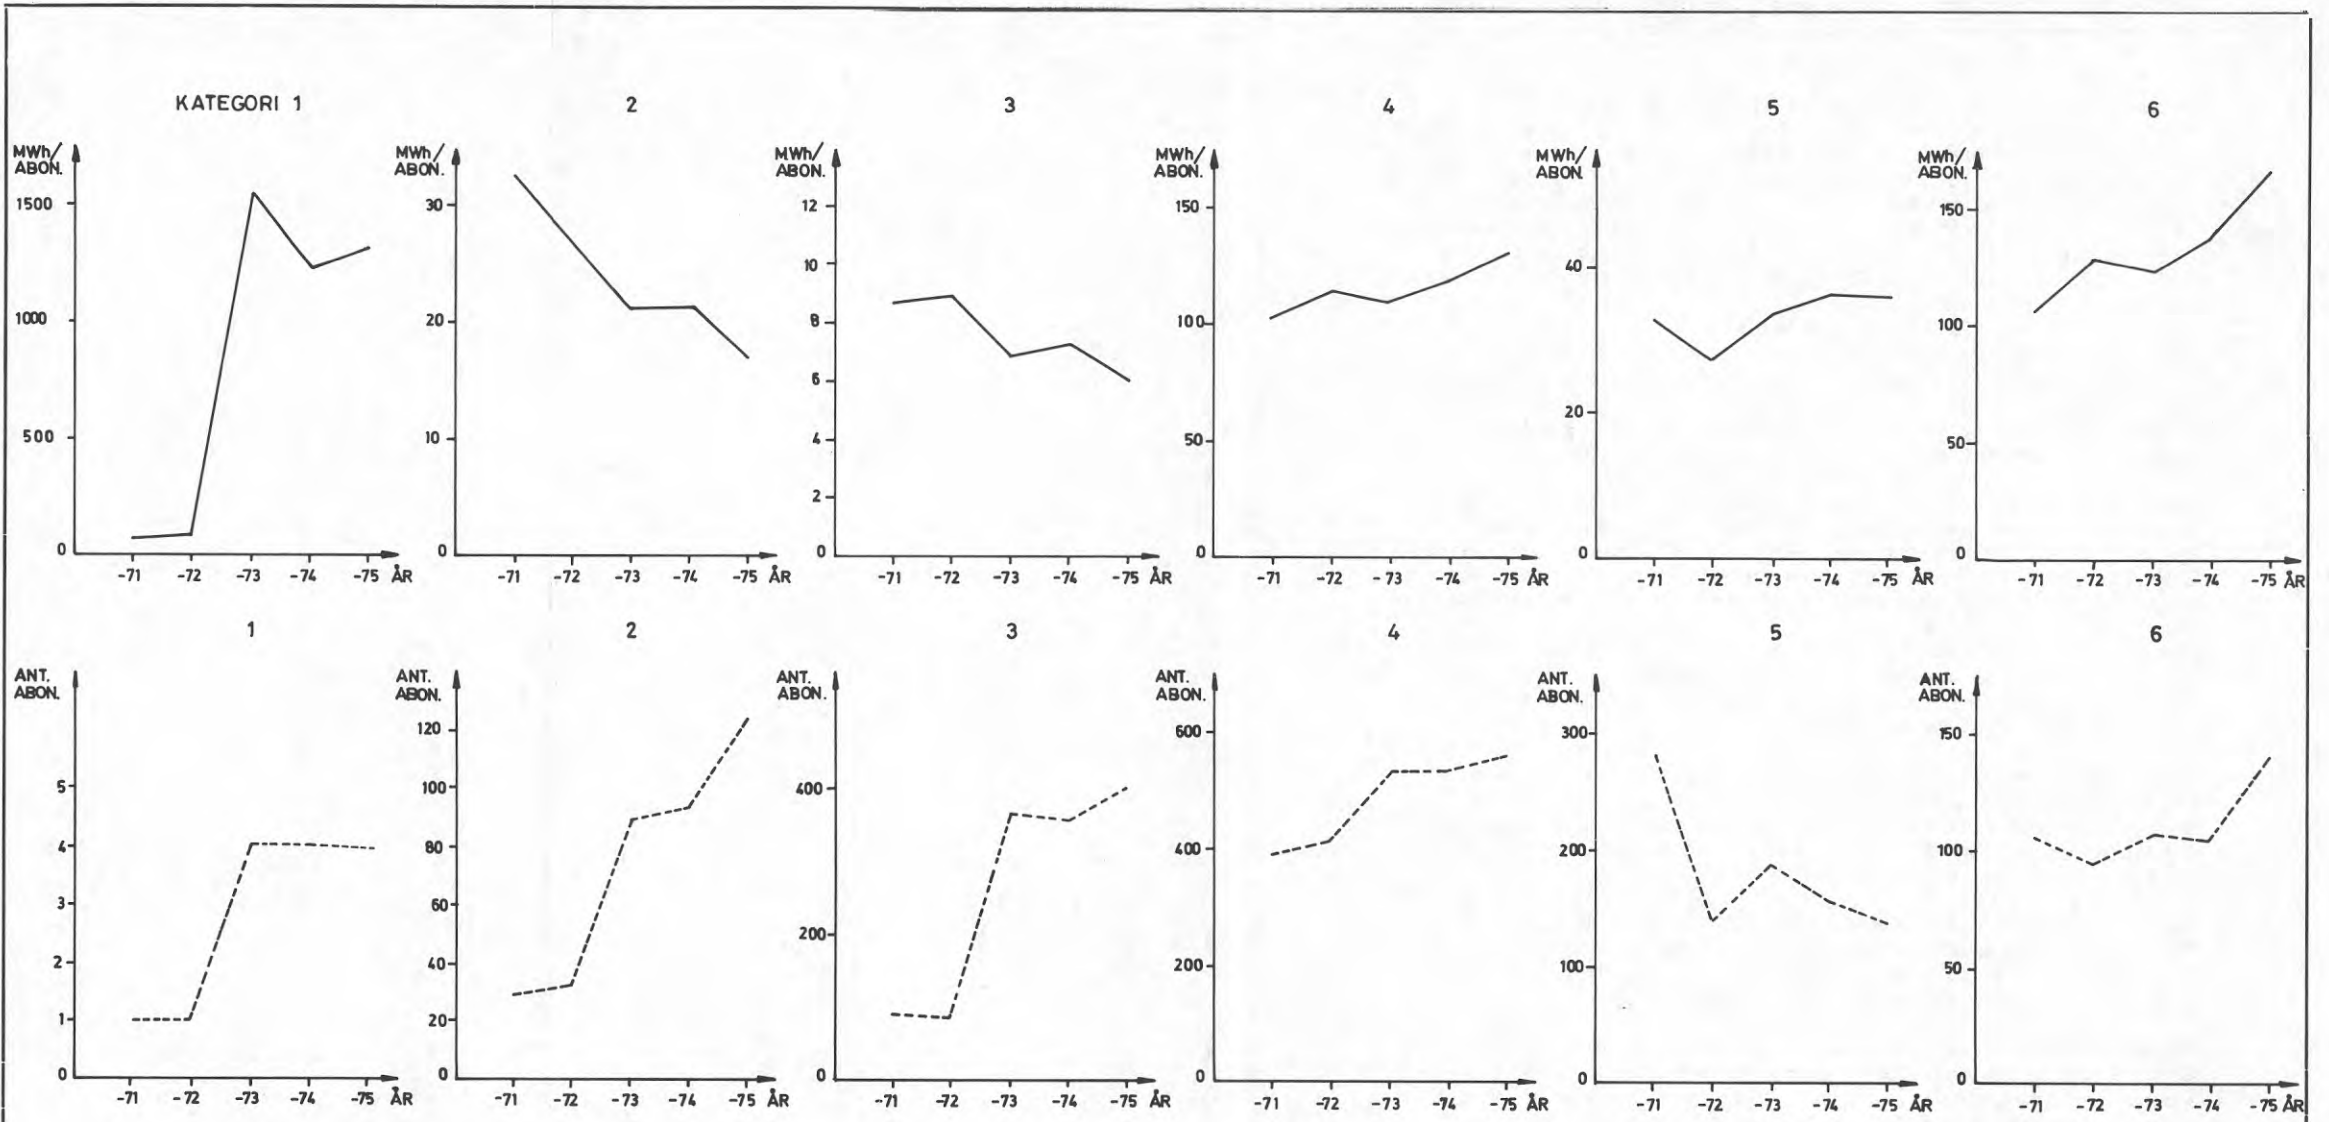 KATEGORI 1 2 3 4 5 6
MWh/ MWh/ MWh/ MWh/ MWh/ MWh/
ABON. ABON. ABON. ABON. ABON. ABON.
1500 30 12 150 150
10 40
1000 20 8 100 100
6
20
500 10 4 50 50
2
0 0 0 0 0 0
-71 -72 -73 -74 -75 ÅR -71 -72 -73 -74 -75 ÅR -71 -72 -73 -74 -75 ÅR -71 -72 -73 -74 -75 ÅR -71 -72 -73 -74 -75 ÅR -71 -72 -73 -74 -75 ÅR
1 2 3 4 5 6
ANT. ANT. ANT. ANT. ANT. ANT.
ABON. ABON. ABON. ABON. ABON. ABON.
120 600 300 150
5 100 400
4 80 400 200 100
3 60
200
2 40 200 100 50
1 20
0 0 0 0 0 0
-71 -72 -73 -74 -75 ÅR -71 -72 -73 -74 -75 ÅR -71 -72 -73 -74 -75 ÅR -71 -72 -73 -74 -75 ÅR -71 -72 -73 -74 -75 ÅR -71 -72 -73 -74 -75 ÅR